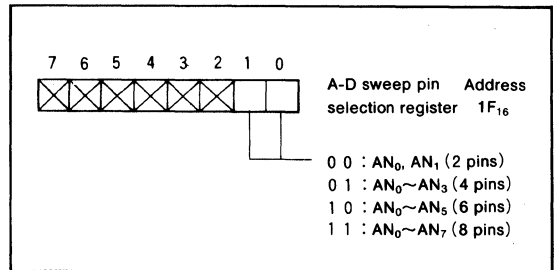 7 6 5 4 3 2 1 0
A-D sweep pin Address
selection register 1F₁₆
0 0 : AN₀, AN₁ (2 pins)
0 1 : AN₀~AN₃ (4 pins)
1 0 : AN₀~AN₅ (6 pins)
1 1 : AN₀~AN₇ (8 pins)